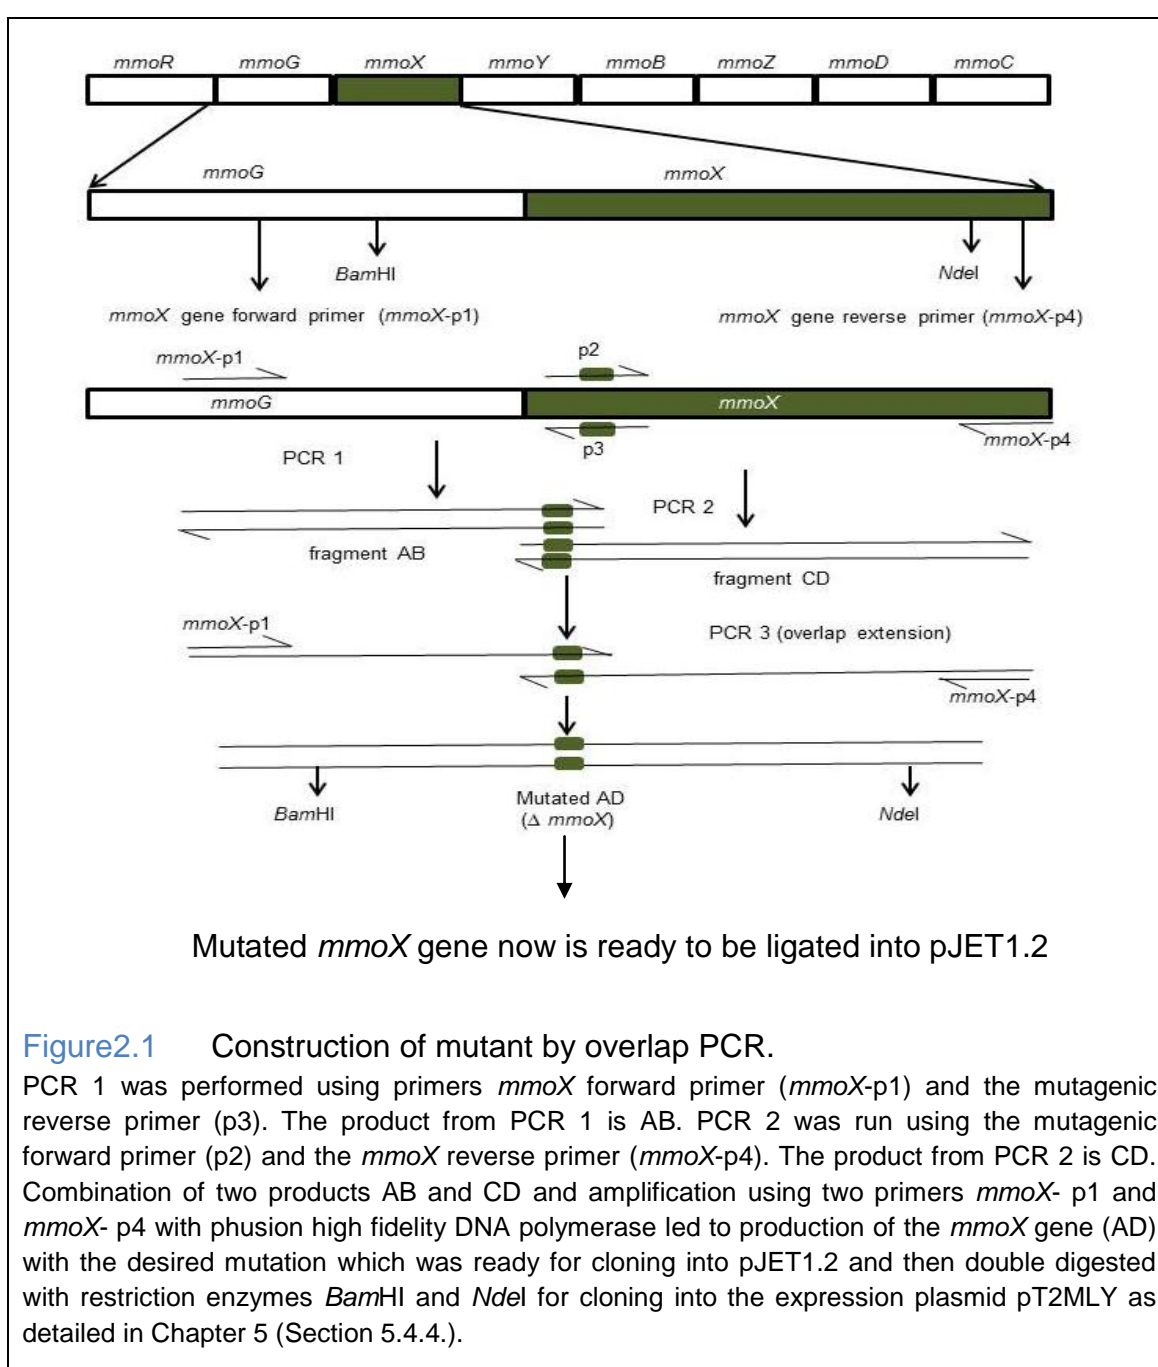 mmoR mmoG mmoX mmoY mmoB mmoZ mmoD mmoC
mmoG mmoX
BamHI NdeI
mmoX gene forward primer (mmoX-p1) mmoX gene reverse primer (mmoX-p4)
mmoX-p1 p2
mmoG mmoX
p3 mmoX-p4
PCR 1
PCR 2
fragment AB
fragment CD
mmoX-p1 PCR 3 (overlap extension)
mmoX-p4
BamHI Mutated AD NdeI
(Δ mmoX)
Mutated mmoX gene now is ready to be ligated into pJET1.2
Figure2.1 Construction of mutant by overlap PCR.
PCR 1 was performed using primers mmoX forward primer (mmoX-p1) and the mutagenic
reverse primer (p3). The product from PCR 1 is AB. PCR 2 was run using the mutagenic
forward primer (p2) and the mmoX reverse primer (mmoX-p4). The product from PCR 2 is CD.
Combination of two products AB and CD and amplification using two primers mmoX- p1 and
mmoX- p4 with phusion high fidelity DNA polymerase led to production of the mmoX gene (AD)
with the desired mutation which was ready for cloning into pJET1.2 and then double digested
with restriction enzymes BamHI and NdeI for cloning into the expression plasmid pT2MLY as
detailed in Chapter 5 (Section 5.4.4.).